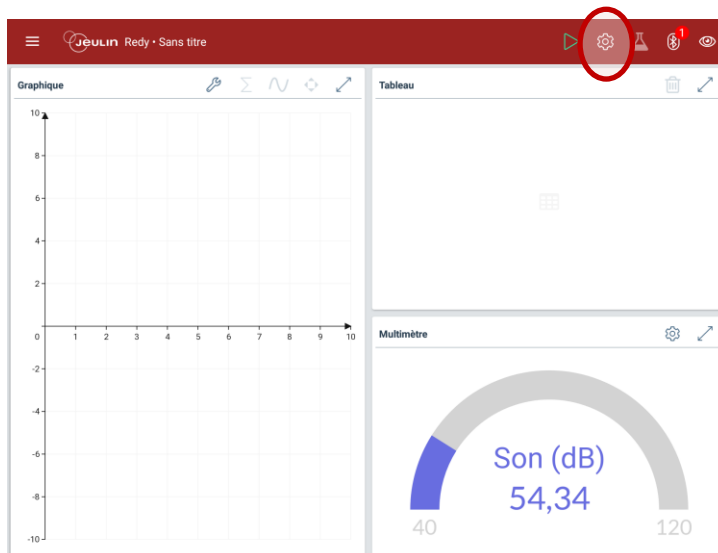 Jeulin Redy • Sans titre
1
Graphique
Tableau
10
8
6
4
2
0
1 2 3 4 5 6 7 8 9 10
-2
-4
-6
-8
-10
Multimètre
Son (dB)
54,34
40
120